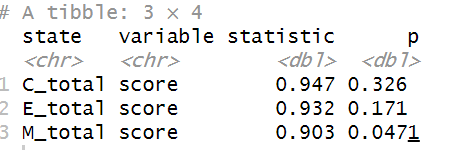 # A tibble: 3 × 4
state variable statistic p
<chr> <chr> <dbl> <dbl>
1 C_total score 0.947 0.326
2 E_total score 0.932 0.171
3 M_total score 0.903 0.0471